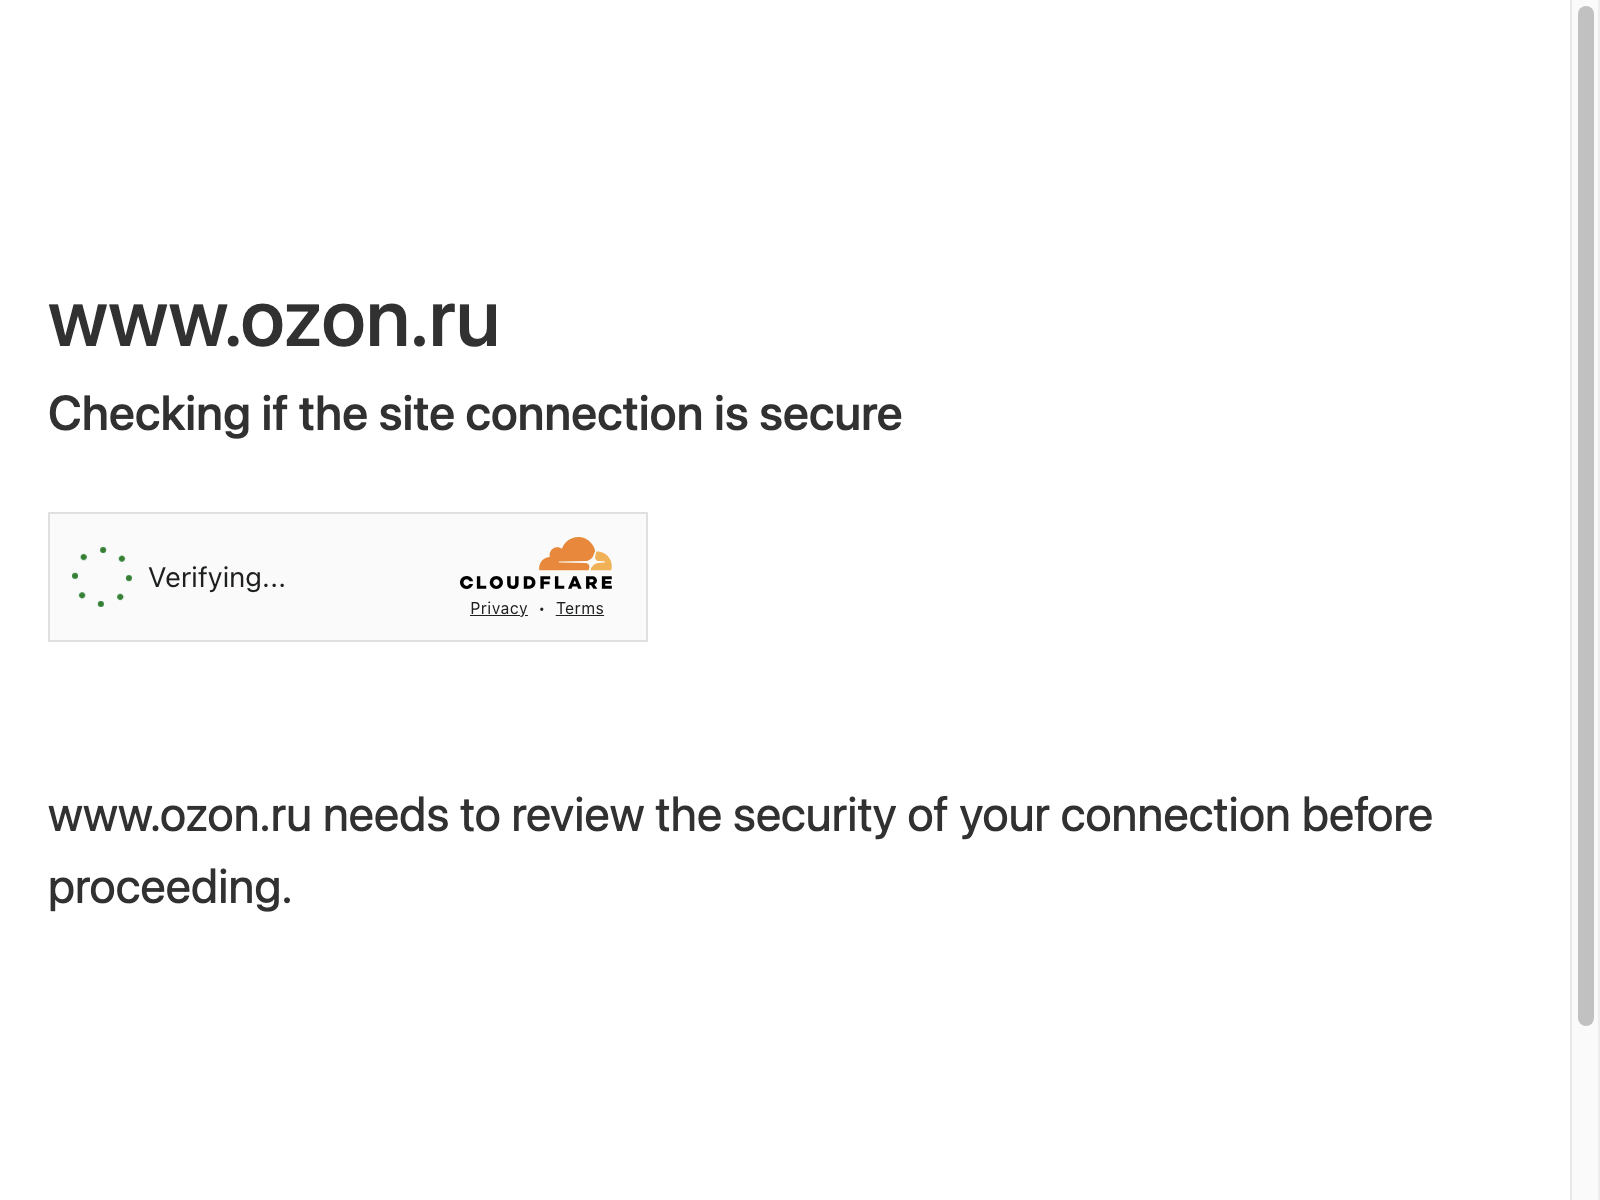 www.ozon.ru
Checking if the site connection is secure
Verifying...
CLOUDFLARE
Privacy • Terms
www.ozon.ru needs to review the security of your connection before
proceeding.